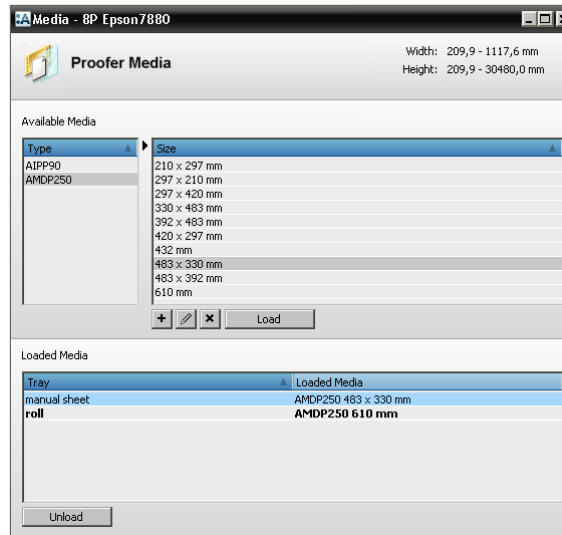 :A Media - 8P Epson7880
Proofer Media
Width: 209,9 - 1117,6 mm
Height: 209,9 - 30480,0 mm
Available Media
Type
AIPP90
AMDP250
Size
210 x 297 mm
297 x 210 mm
297 x 420 mm
330 x 483 mm
392 x 483 mm
420 x 297 mm
432 mm
483 x 330 mm
483 x 392 mm
610 mm
Load
Loaded Media
Tray Loaded Media
manual sheet AMDP250 483 x 330 mm
roll AMDP250 610 mm
Unload